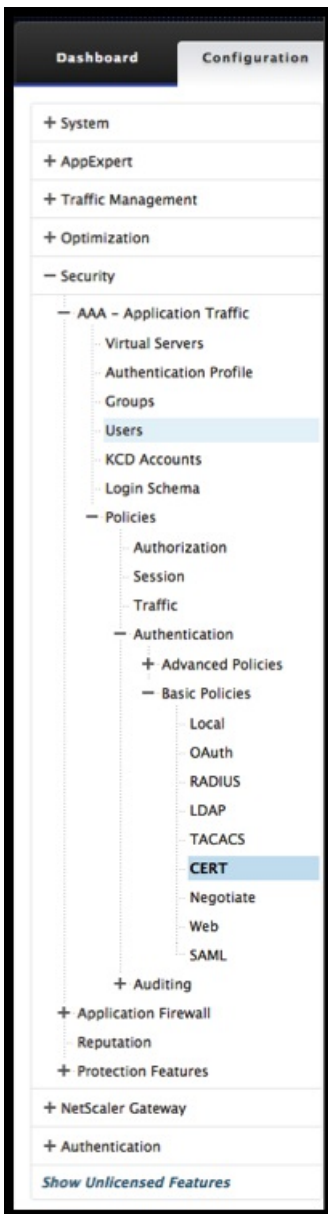 Dashboard Configuration
+ System
+ AppExpert
+ Traffic Management
+ Optimization
− Security
− AAA – Application Traffic
Virtual Servers
Authentication Profile
Groups
Users
KCD Accounts
Login Schema
− Policies
Authorization
Session
Traffic
− Authentication
+ Advanced Policies
− Basic Policies
Local
OAuth
RADIUS
LDAP
TACACS
CERT
Negotiate
Web
SAML
+ Auditing
+ Application Firewall
Reputation
+ Protection Features
+ NetScaler Gateway
+ Authentication
Show Unlicensed Features